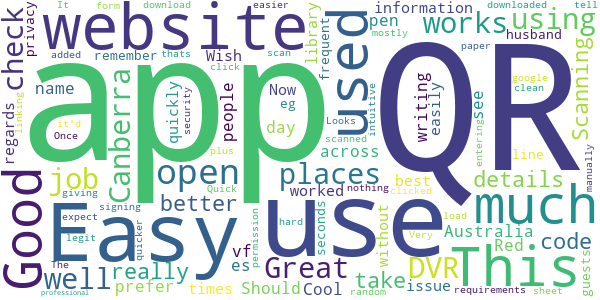 It form download easier downloaded tell
privacy website used pen information works using
added thats scan library frequent mostly husband
check remember Wish click
app QR
regards name Canberra quickly security people Now eg day Looks intuitive writing easily see paper google clean Scanning
linking it'd Once plus scanned nothing clicked line manually
Good job open places across best details much
giving signing better worked seconds without load entering code
Easy use This
expect quicker permission hard Very Australia
legit really vf es Great DVR issue Red guests
The well prefer times Should Cool random take requirements sheet
professional Quick